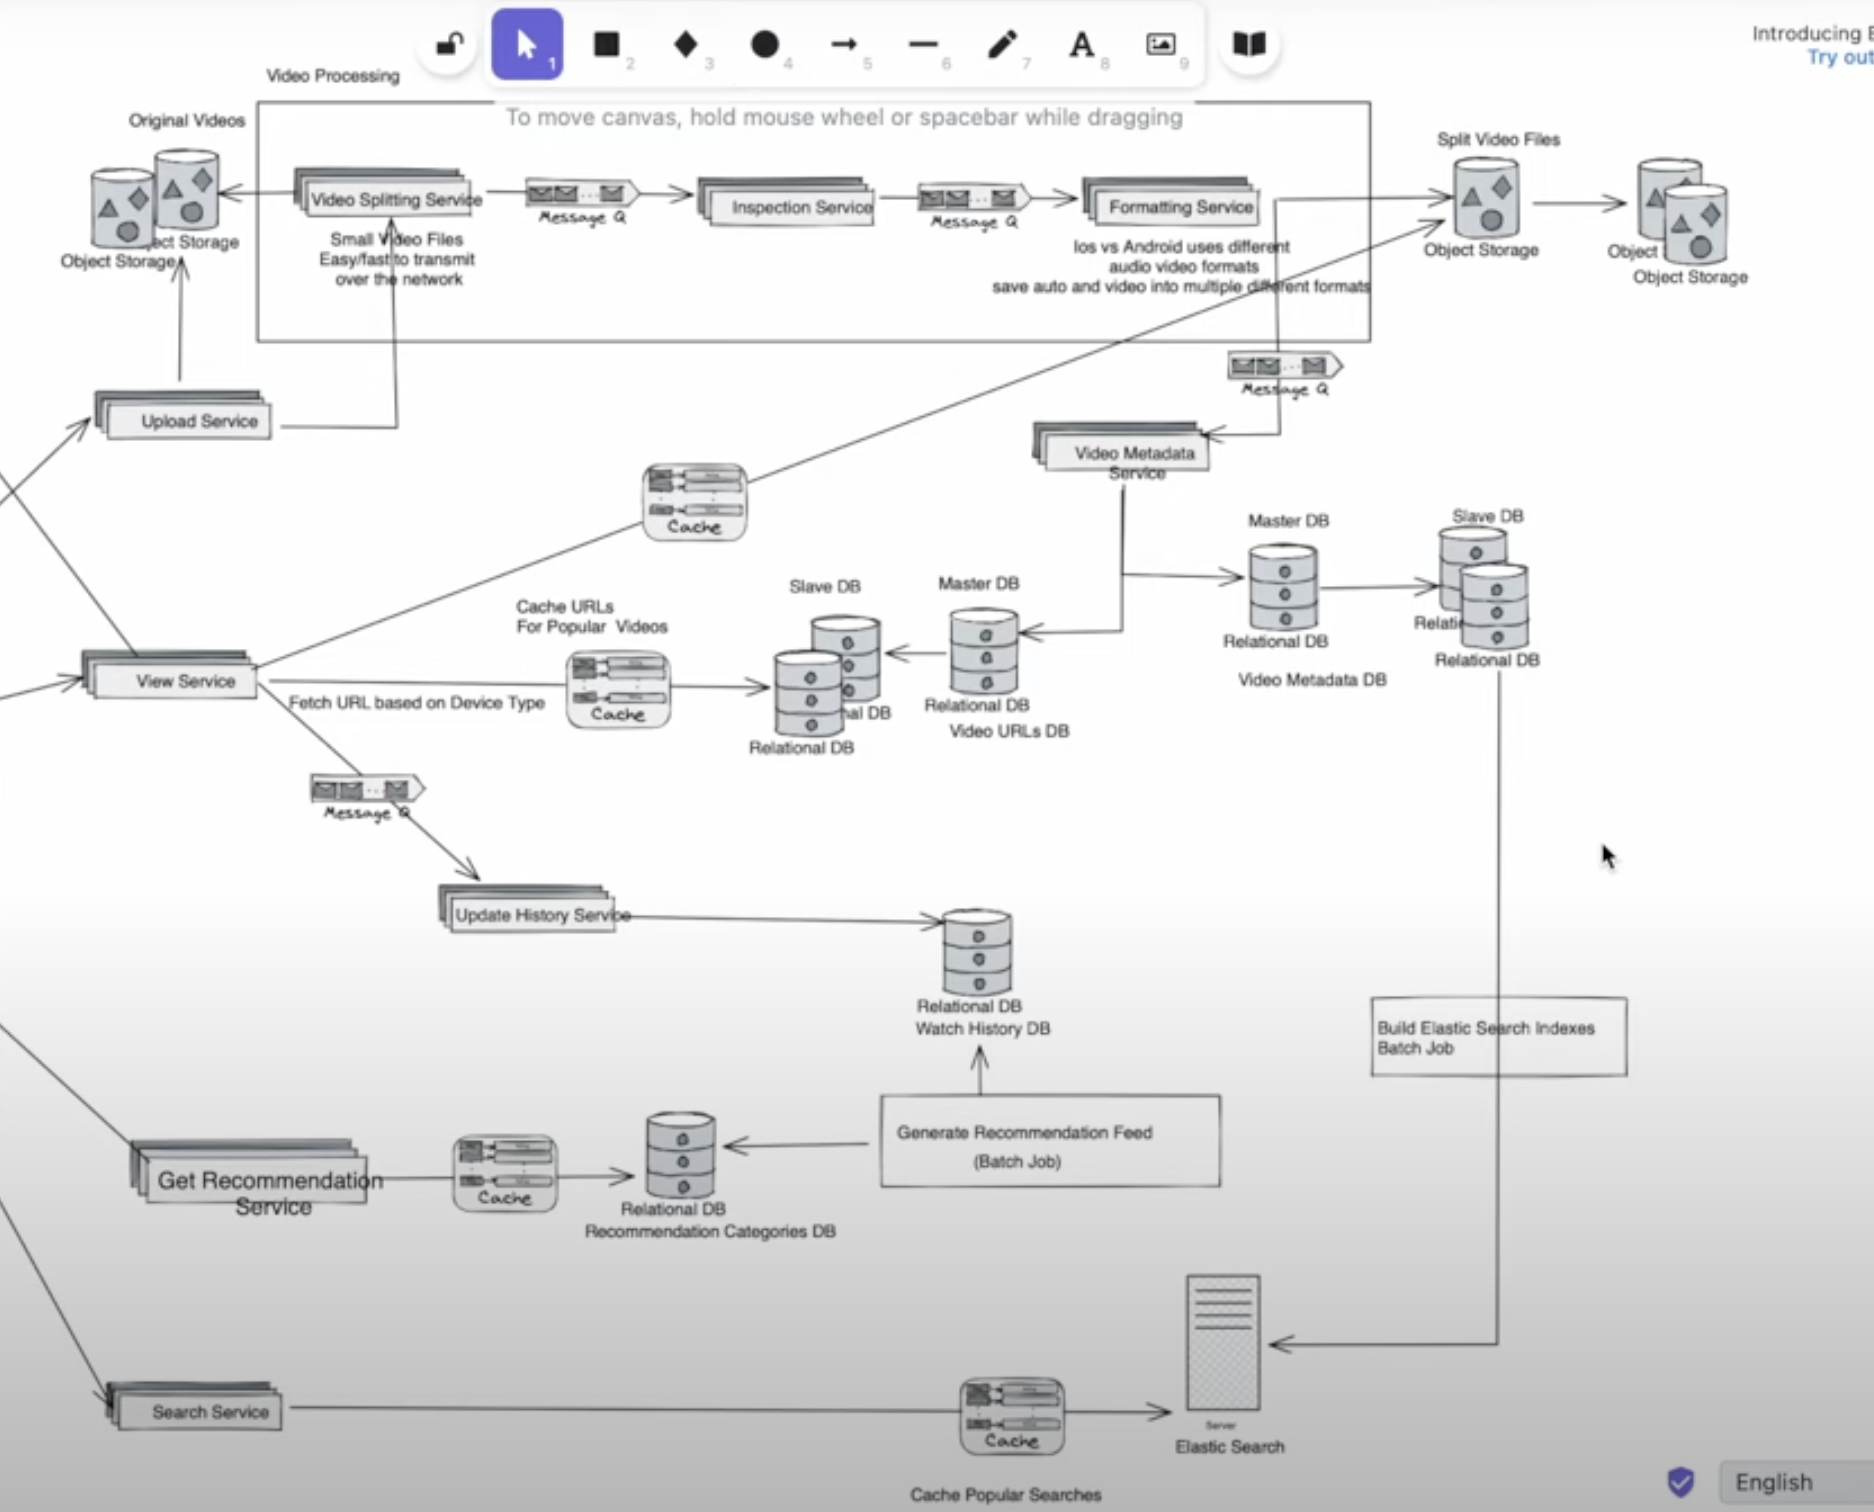 1
2
3
4
5
6
7
8
9
Introducing
Try out
Video Processing
To move canvas, hold mouse wheel or spacebar while dragging
Original Videos
Split Video Files
Video Splitting Service
Message Q
Inspection Service
Message Q
Formatting Service
Small Video Files
Easy/fast to transmit
over the network
Ios vs Android uses different
audio video formats
save auto and video into multiple different formats
Object Storage
Object Storage
Object Storage
Object
Object Storage
Message Q
Upload Service
Video Metadata
Service
Cache
Master DB
Slave DB
Slave DB
Master DB
Cache URLs
For Popular Videos
Relational DB
Relational DB
View Service
Fetch URL based on Device Type
Cache
Video Metadata DB
Relational DB
Video URLs DB
Relational DB
Message Q
Update History Service
Relational DB
Watch History DB
Build Elastic Search Indexes
Batch Job
Generate Recommendation Feed
(Batch Job)
Get Recommendation
Service
Cache
Relational DB
Recommendation Categories DB
Search Service
Cache
Server
Elastic Search
Cache Popular Searches
English